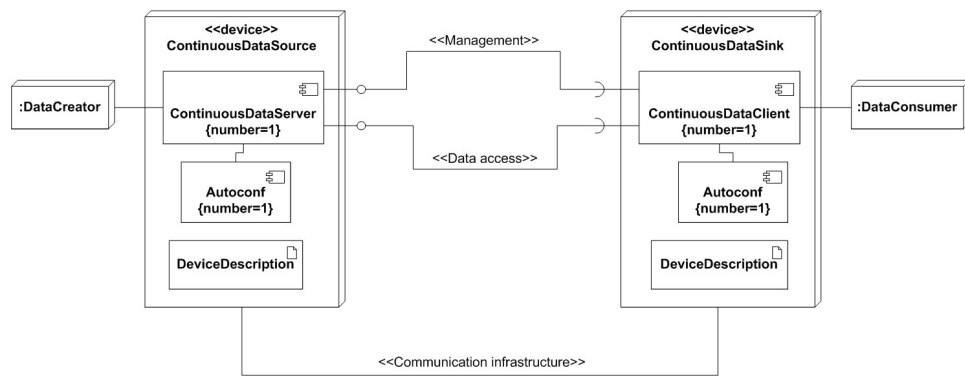 <<device>>
ContinuousDataSource
<<Management>>
<<device>>
ContinuousDataSink
:DataCreator
ContinuousDataServer
{number=1}
ContinuousDataClient
{number=1}
:DataConsumer
<<Data access>>
Autoconf
{number=1}
Autoconf
{number=1}
DeviceDescription
DeviceDescription
<<Communication infrastructure>>